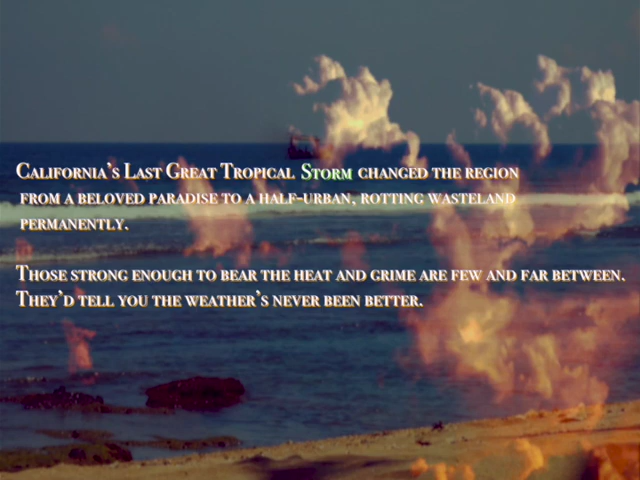 California's Last Great Tropical Storm changed the region
from a beloved paradise to a half-urban, rotting wasteland
permanently.
Those strong enough to bear the heat and grime are few and far between.
They'd tell you the weather's never been better.